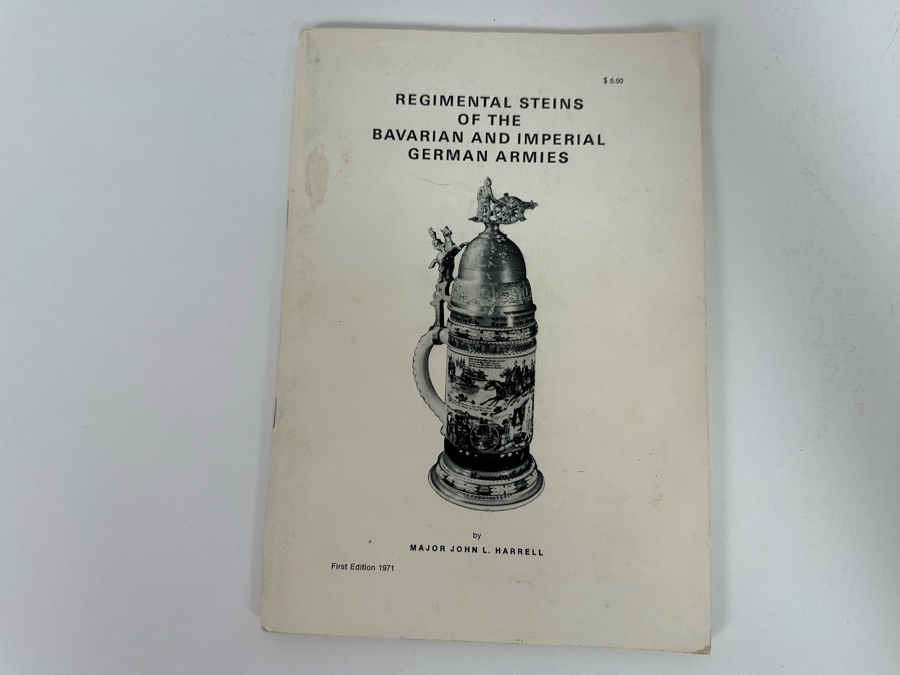 $ 5.50
REGIMENTAL STEINS
OF THE
BAVARIAN AND IMPERIAL
GERMAN ARMIES
by
MAJOR JOHN L. HARRELL
First Edition 1971